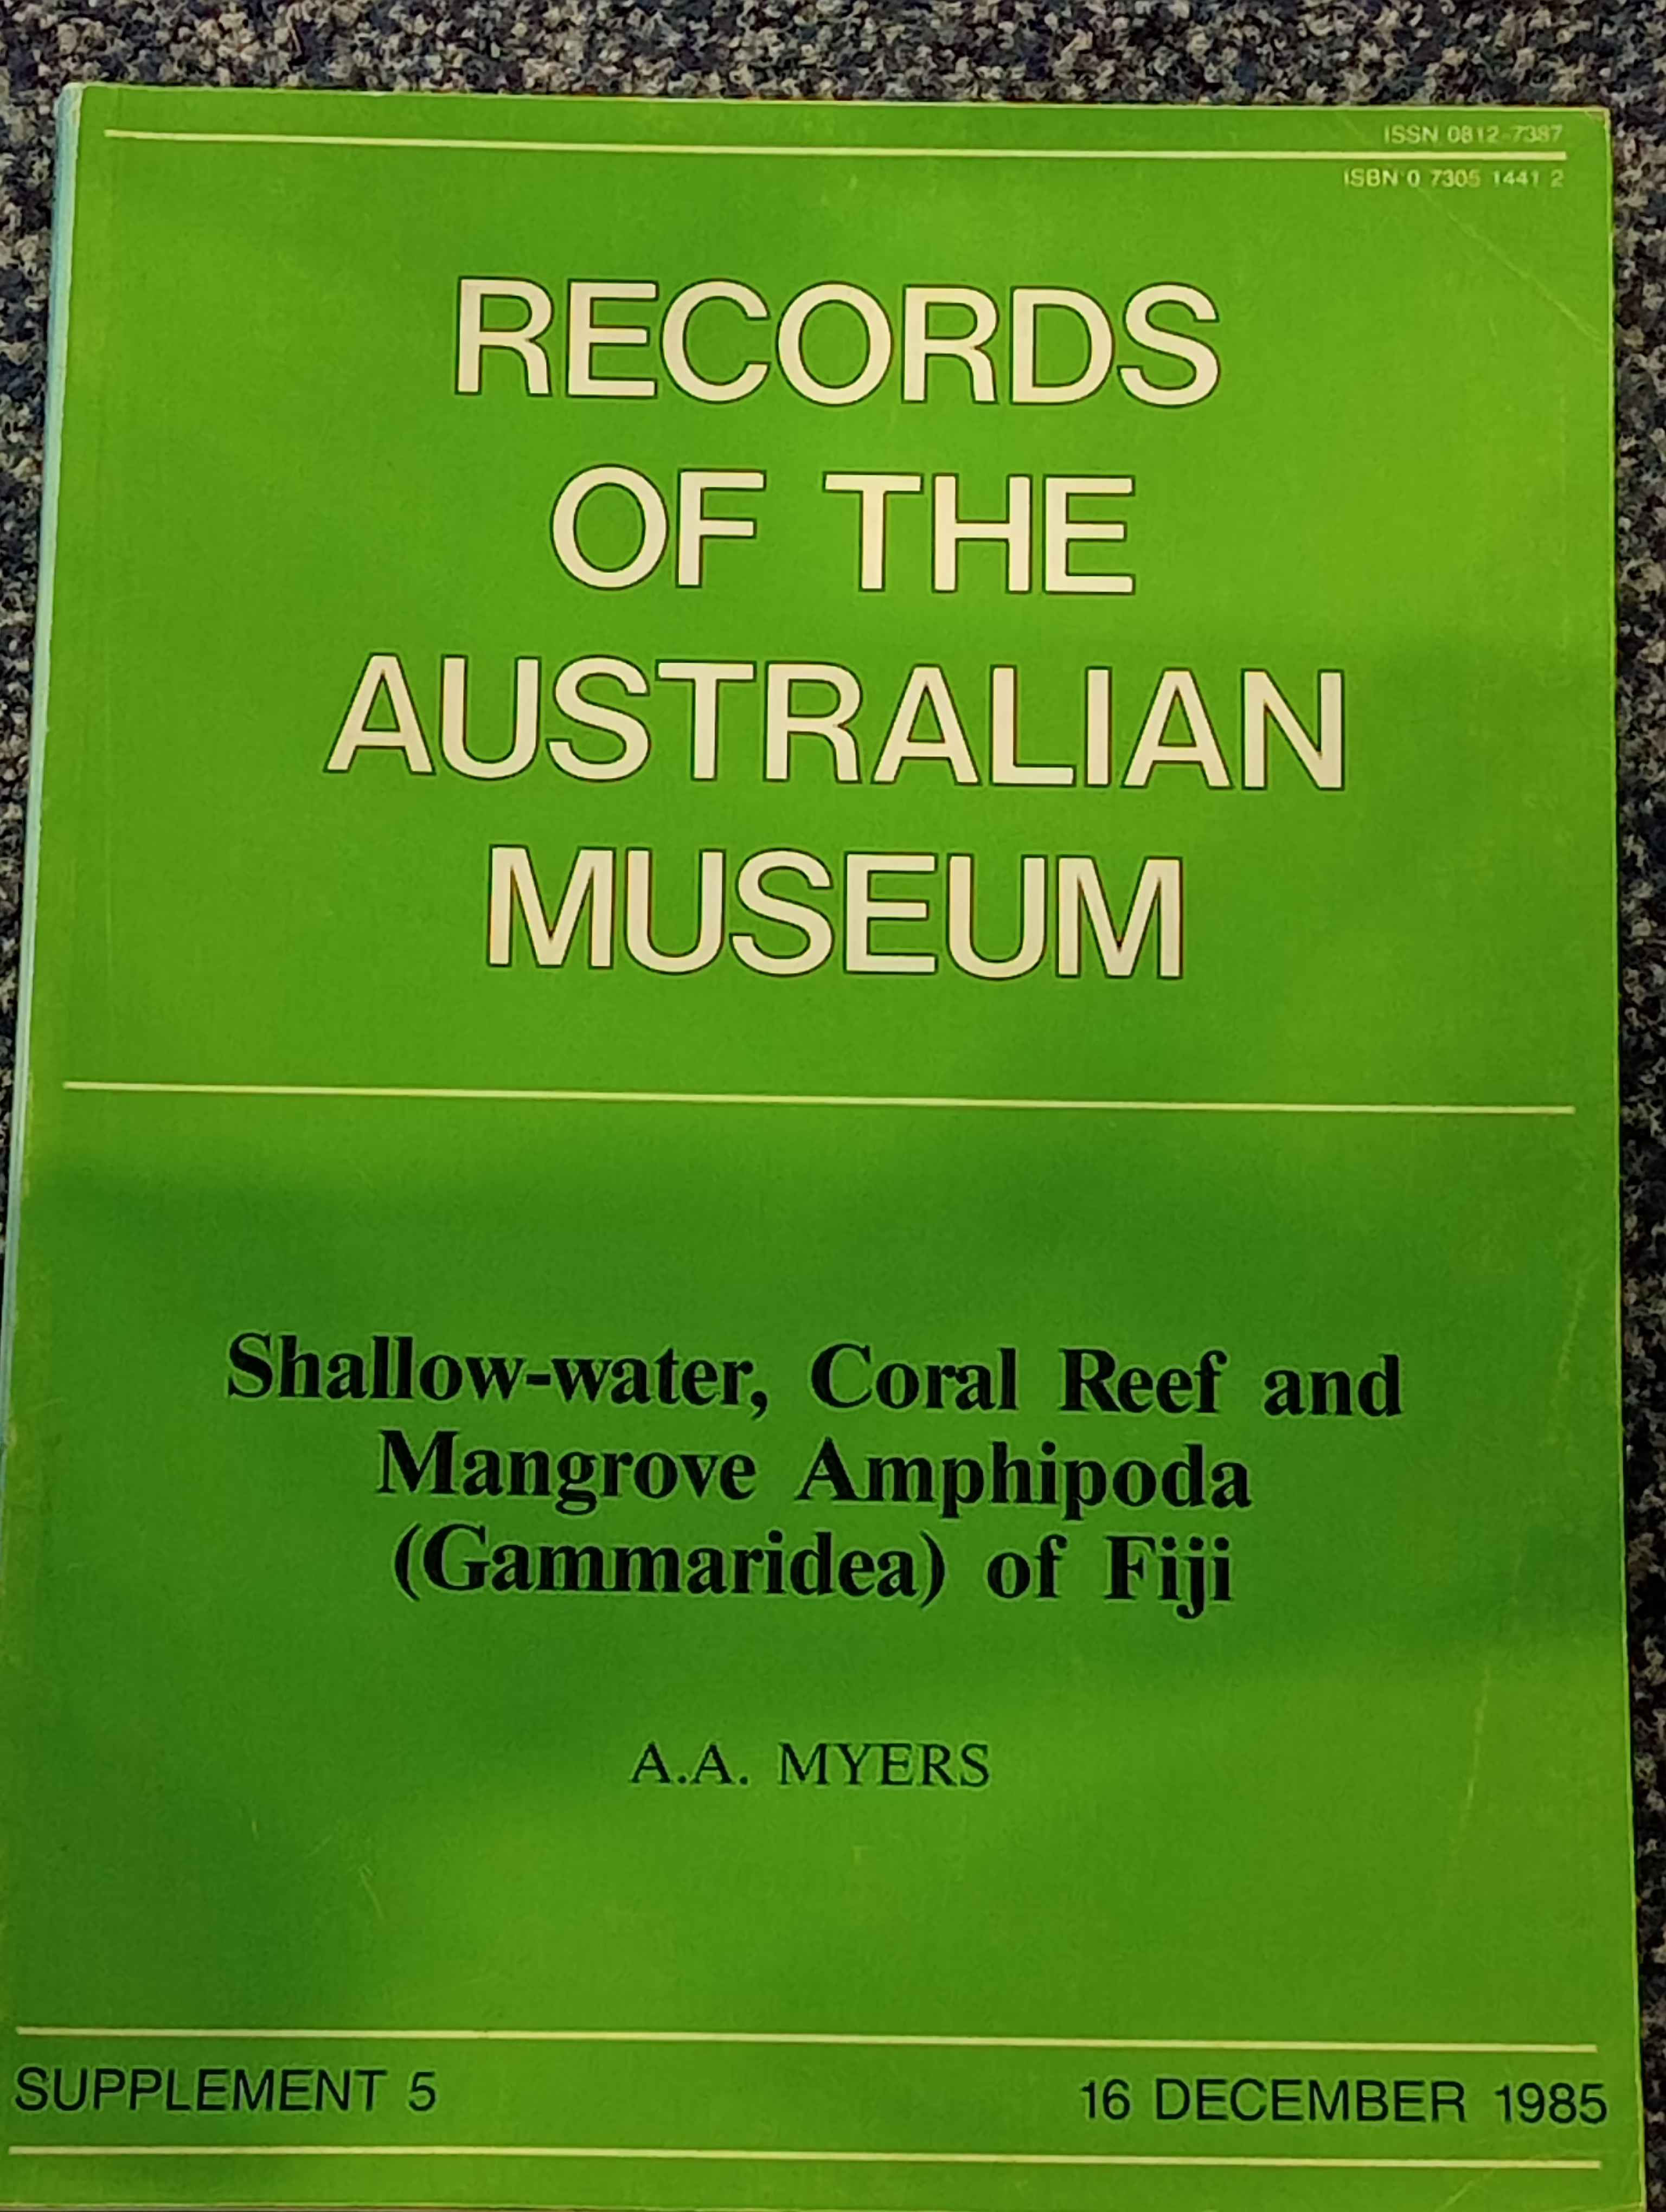 ISSN 0812-7387
ISBN 0 7305 1441 2
RECORDS
OF THE
AUSTRALIAN
MUSEUM
Shallow-water, Coral Reef and
Mangrove Amphipoda
(Gammaridea) of Fiji
A.A. MYERS
SUPPLEMENT 5
16 DECEMBER 1985